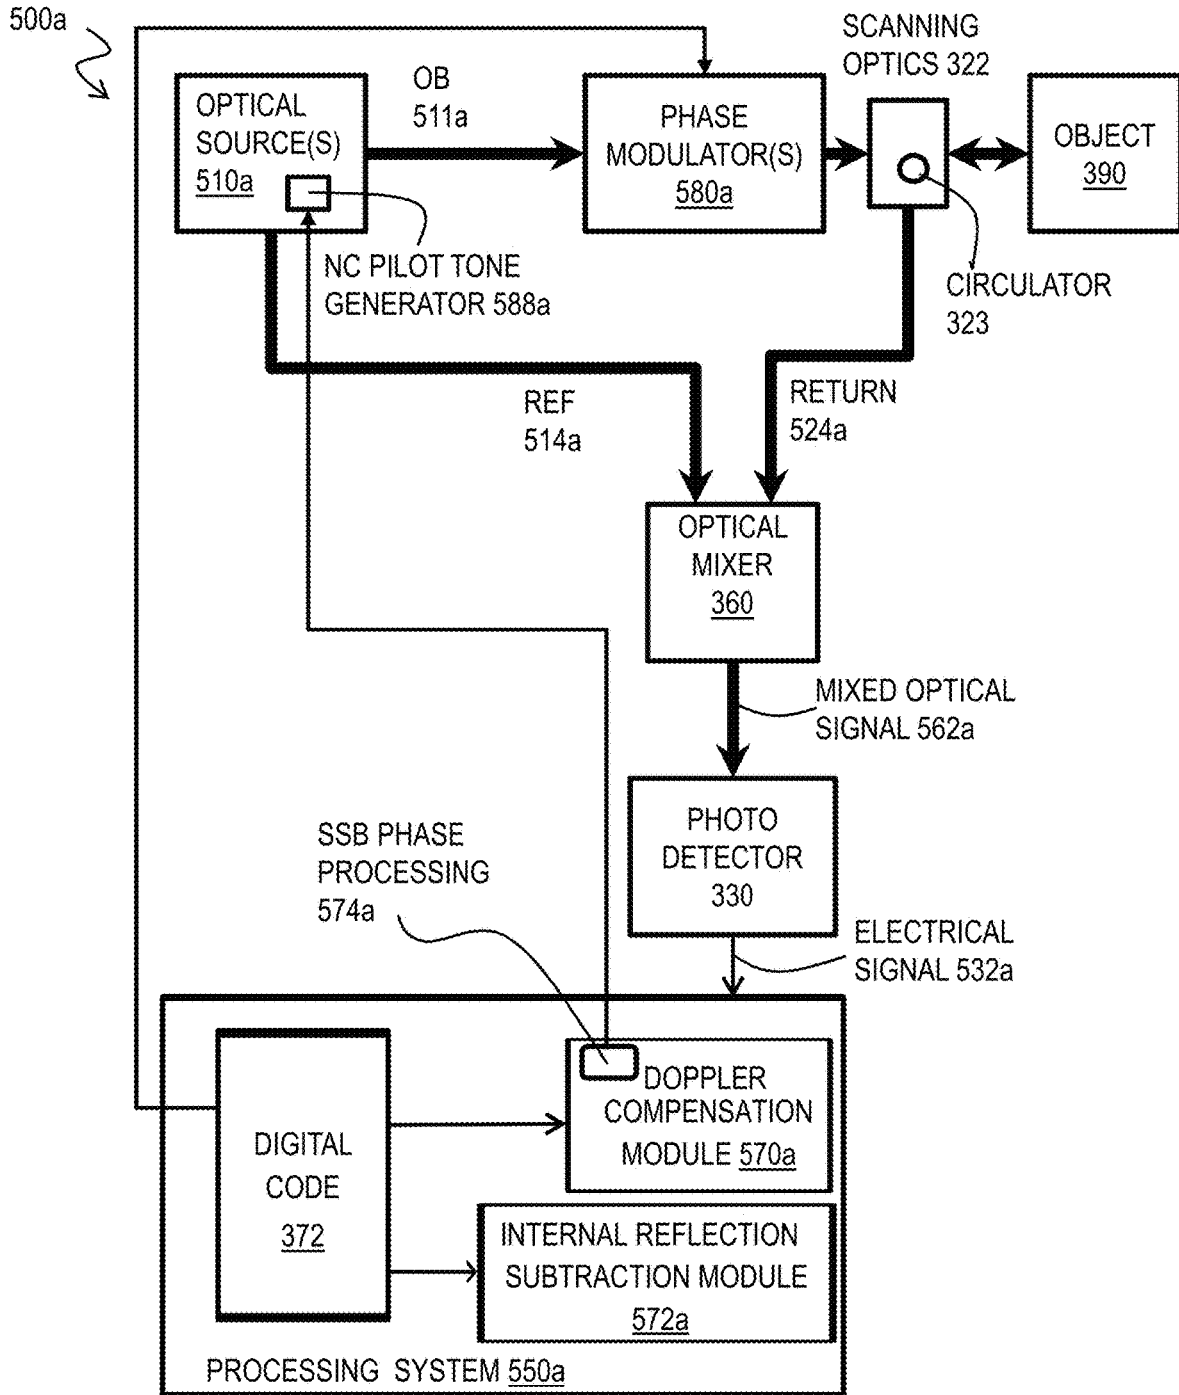 500a
OPTICAL
SOURCE(S)
510a
OB
511a
PHASE
MODULATOR(S)
580a
SCANNING
OPTICS 322
OBJECT
390
NC PILOT TONE
GENERATOR 588a
CIRCULATOR
323
REF
514a
RETURN
524a
OPTICAL
MIXER
360
MIXED OPTICAL
SIGNAL 562a
PHOTO
DETECTOR
330
SSB PHASE
PROCESSING
574a
ELECTRICAL
SIGNAL 532a
DIGITAL
CODE
372
DOPPLER
COMPENSATION
MODULE 570a
INTERNAL REFLECTION
SUBTRACTION MODULE
572a
PROCESSING SYSTEM 550a